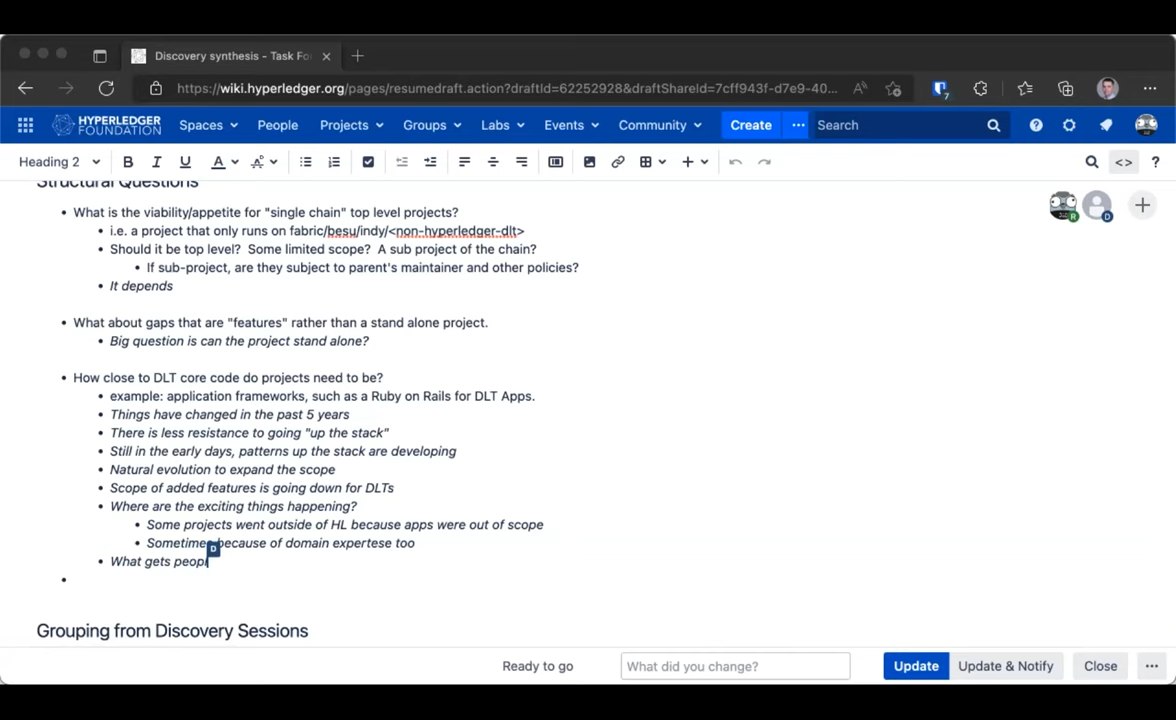 Discovery synthesis - Task Fo
https://wiki.hyperledger.org/pages/resumedraft.action?draftId=62252928&draftShareId=7cff943f-d7e9-40...
7
HYPERLEDGER FOUNDATION Spaces People Projects Groups Labs Events Community Create Search
Heading 2 B I U A
Structural Questions
What is the viability/appetite for "single chain" top level projects?
i.e. a project that only runs on fabric/besu/indy/<non-hyperledger-dlt>
Should it be top level? Some limited scope? A sub project of the chain?
If sub-project, are they subject to parent's maintainer and other policies?
It depends
What about gaps that are "features" rather than a stand alone project.
Big question is can the project stand alone?
How close to DLT core code do projects need to be?
example: application frameworks, such as a Ruby on Rails for DLT Apps.
Things have changed in the past 5 years
There is less resistance to going "up the stack"
Still in the early days, patterns up the stack are developing
Natural evolution to expand the scope
Scope of added features is going down for DLTs
Where are the exciting things happening?
Some projects went outside of HL because apps were out of scope
Sometimes because of domain expertese too
What gets peopl
Grouping from Discovery Sessions
Ready to go What did you change? Update Update & Notify Close
R D
D